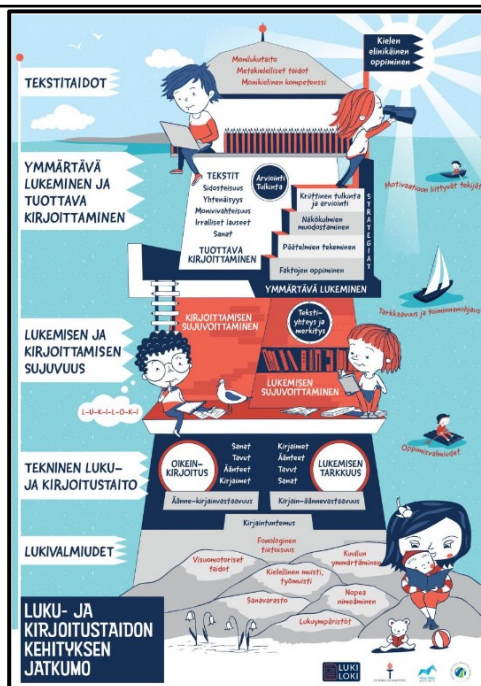 Monilukutaito
Metakielelliset taidot
Monikielinen kompetenssi
Kielen
elinikäinen
oppiminen
TEKSTITAIDOT
YMMÄRTÄVÄ
LUKEMINEN JA
TUOTTAVA
KIRJOITTAMINEN
TEKSTIT
Sidosteisuus
Yhtenäisyys
Monivaihteisuus
Irralliset lauseet
Sanat
TUOTTAVA
KIRJOITTAMINEN
Arviointi
Tulkinta
Kriittinen tulkinta
ja arviointi
Näkökulmien
muodostaminen
Päätelmien tekeminen
Faktojen oppiminen
STRATEGIAT
YMMÄRTÄVÄ LUKEMINEN
Motivaatioon liittyvät tekijät
Tarkkaavuus ja toiminnanohjaus
Oppimisvalmiudet
LUKEMISEN JA
KIRJOITTAMISEN
SUJUVUUS
KIRJOITTAMISEN
SUJUVOITTAMINEN
Teksti-
yhteys ja
merkitys
LUKEMISEN
SUJUVOITTAMINEN
L-U-K-I-L-O-K-I
TEKNINEN LUKU-
JA KIRJOITUSTAITO
OIKEIN-
KIRJOITUS
Sanat
Tavut
Äänteet
Kirjaimet
Kirjaimet
Äänteet
Tavut
Sanat
LUKEMISEN
TARKKUUS
Äänne-kirjainvastaavuus
Kirjain-äännevastaavuus
Kirjaintuntemus
LUKIVALMIUDET
Fonologinen
tietoisuus
Visuomotoriset
taidot
Kuullun
ymmärtäminen
Kielellinen muisti,
työmuisti
Sanavarasto
Nopea
nimeäminen
Lukuympäristöt
LUKU- JA
KIRJOITUSTAIDON
KEHITYKSEN
JATKUMO
LUKI
LOKI